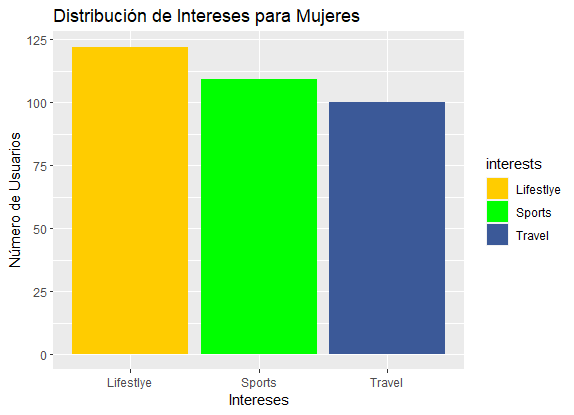 Distribución de Intereses para Mujeres
Número de Usuarios
125
100
75
50
25
0
Lifestlye
Sports
Travel
Intereses
interests
Lifestlye
Sports
Travel